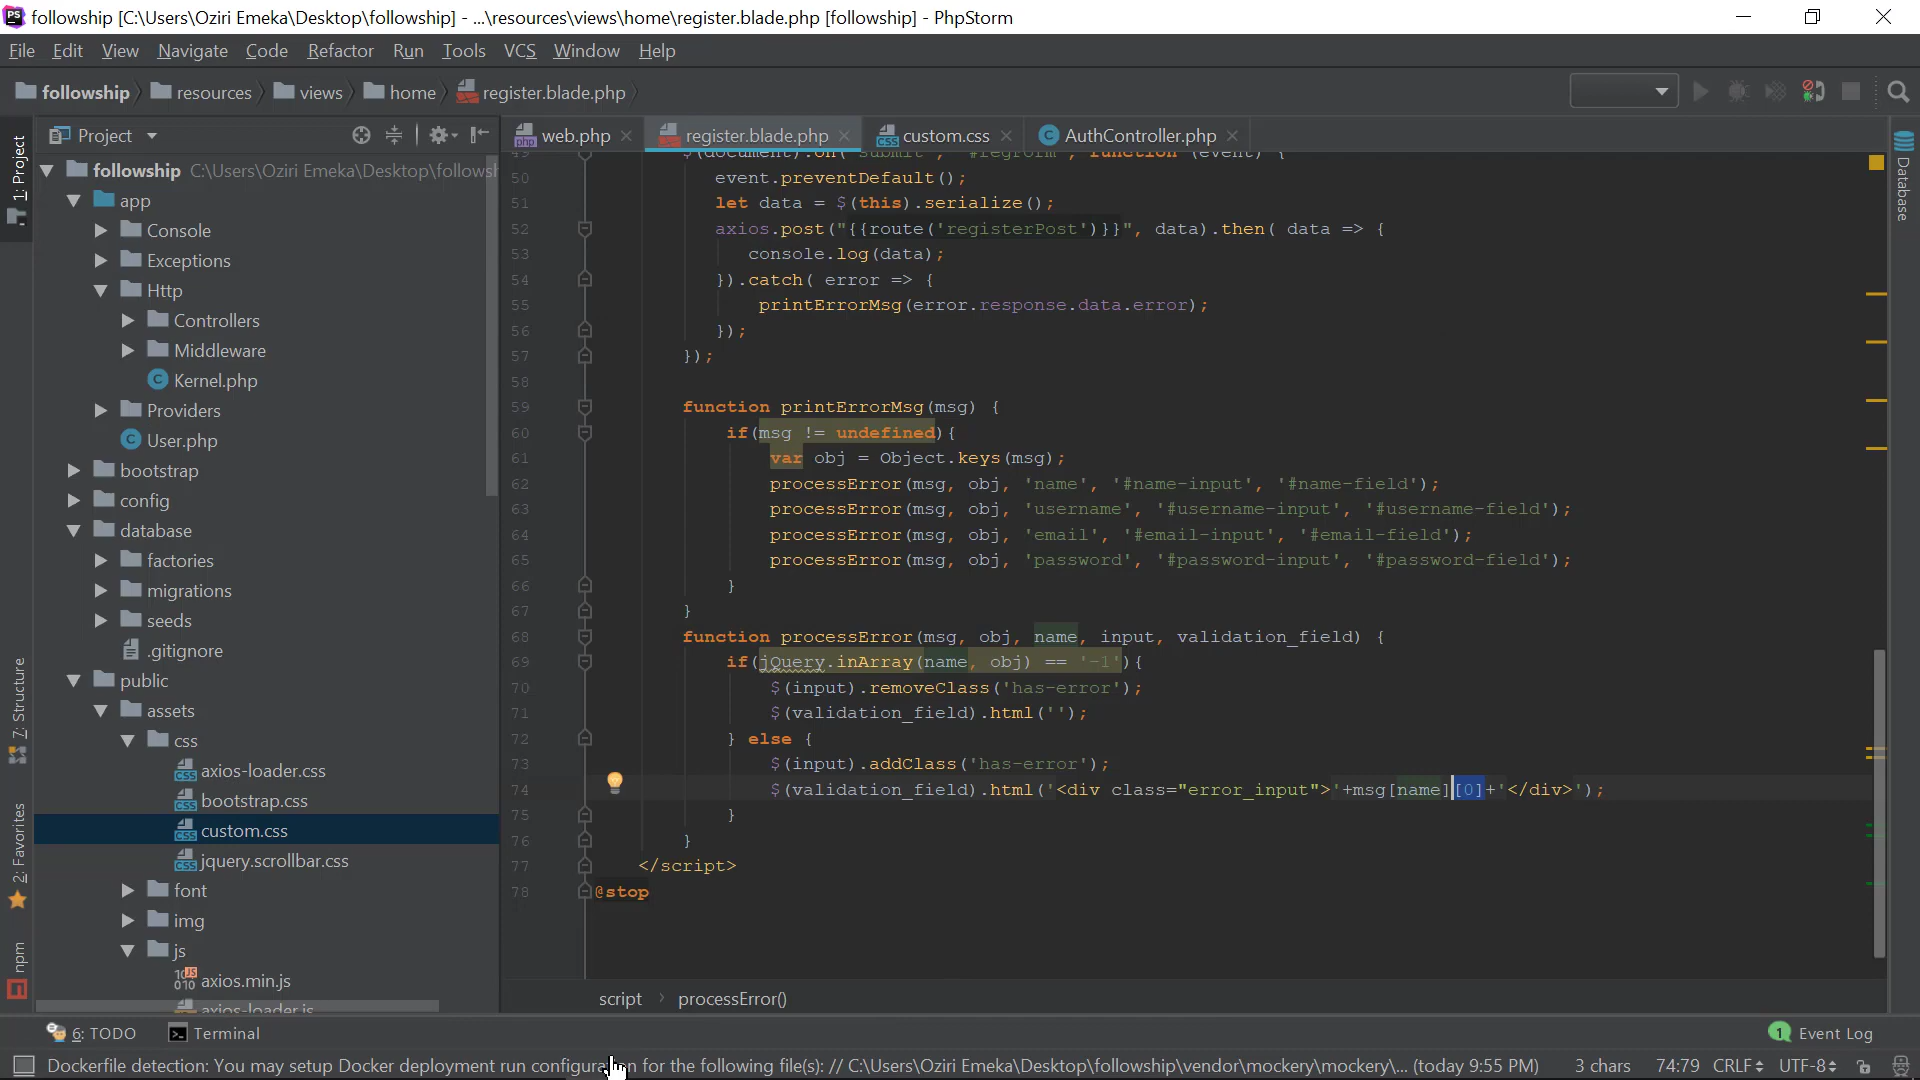 followship [C:\Users\Oziri Emeka\Desktop\followship] - ...\resources\views\home\register.blade.php [followship] - PhpStorm
File Edit View Navigate Code Refactor Run Tools VCS Window Help
followship resources views home register.blade.php
Project
web.php register.blade.php custom.css AuthController.php
1: Project
7: Structure
2: Favorites
npm
Database
followship C:\Users\Oziri Emeka\Desktop\follows
app
Console
Exceptions
Http
Controllers
Middleware
Kernel.php
Providers
User.php
bootstrap
config
database
factories
migrations
seeds
.gitignore
public
assets
css
axios-loader.css
bootstrap.css
custom.css
jquery.scrollbar.css
font
img
js
axios.min.js
axios-loader.js
49 $(document).on( 'submit', '#regForm', function (event) {
50 event.preventDefault();
51 let data = $(this).serialize();
52 axios.post("{{route('registerPost')}}", data).then( data => {
53 console.log(data);
54 }).catch( error => {
55 printErrorMsg(error.response.data.error);
56 });
57 });
58
59 function printErrorMsg(msg) {
60 if(msg != undefined){
61 var obj = Object.keys(msg);
62 processError(msg, obj, 'name', '#name-input', '#name-field');
63 processError(msg, obj, 'username', '#username-input', '#username-field');
64 processError(msg, obj, 'email', '#email-input', '#email-field');
65 processError(msg, obj, 'password', '#password-input', '#password-field');
66 }
67 }
68 function processError(msg, obj, name, input, validation_field) {
69 if(jQuery.inArray(name, obj) == '-1'){
70 $(input).removeClass('has-error');
71 $(validation_field).html('');
72 } else {
73 $(input).addClass('has-error');
74 $(validation_field).html('<div class="error_input">'+msg[name][0]+'</div>');
75 }
76 }
77 </script>
78 @stop
script processError()
6: TODO Terminal
1 Event Log
Dockerfile detection: You may setup Docker deployment run configuration for the following file(s): // C:\Users\Oziri Emeka\Desktop\followship\vendor\mockery\mockery\... (today 9:55 PM) 3 chars 74:79 CRLF UTF-8